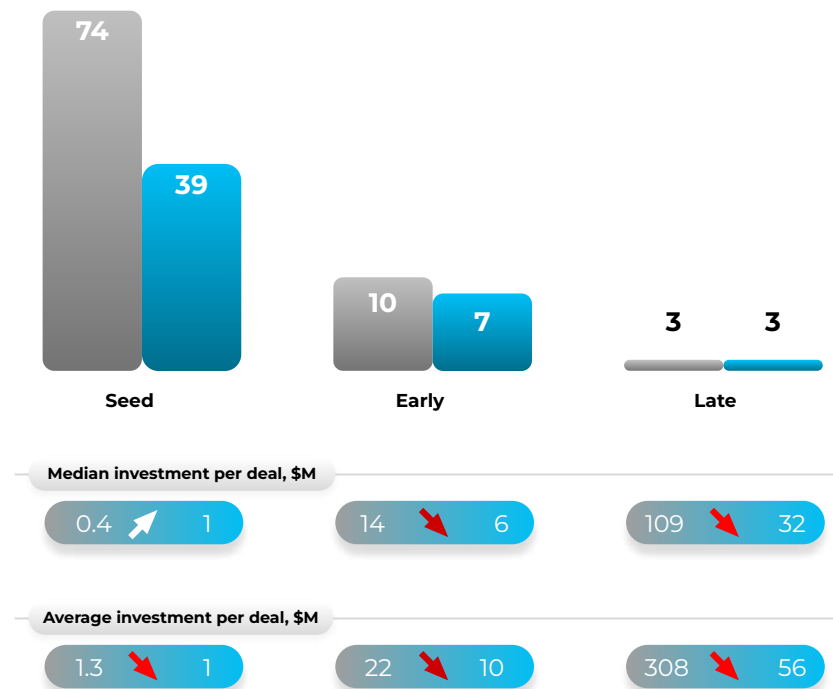 74
39
10
7
3 3
Seed Early Late
Median investment per deal, $M
0.4 1 14 6 109 32
Average investment per deal, $M
1.3 1 22 10 308 56